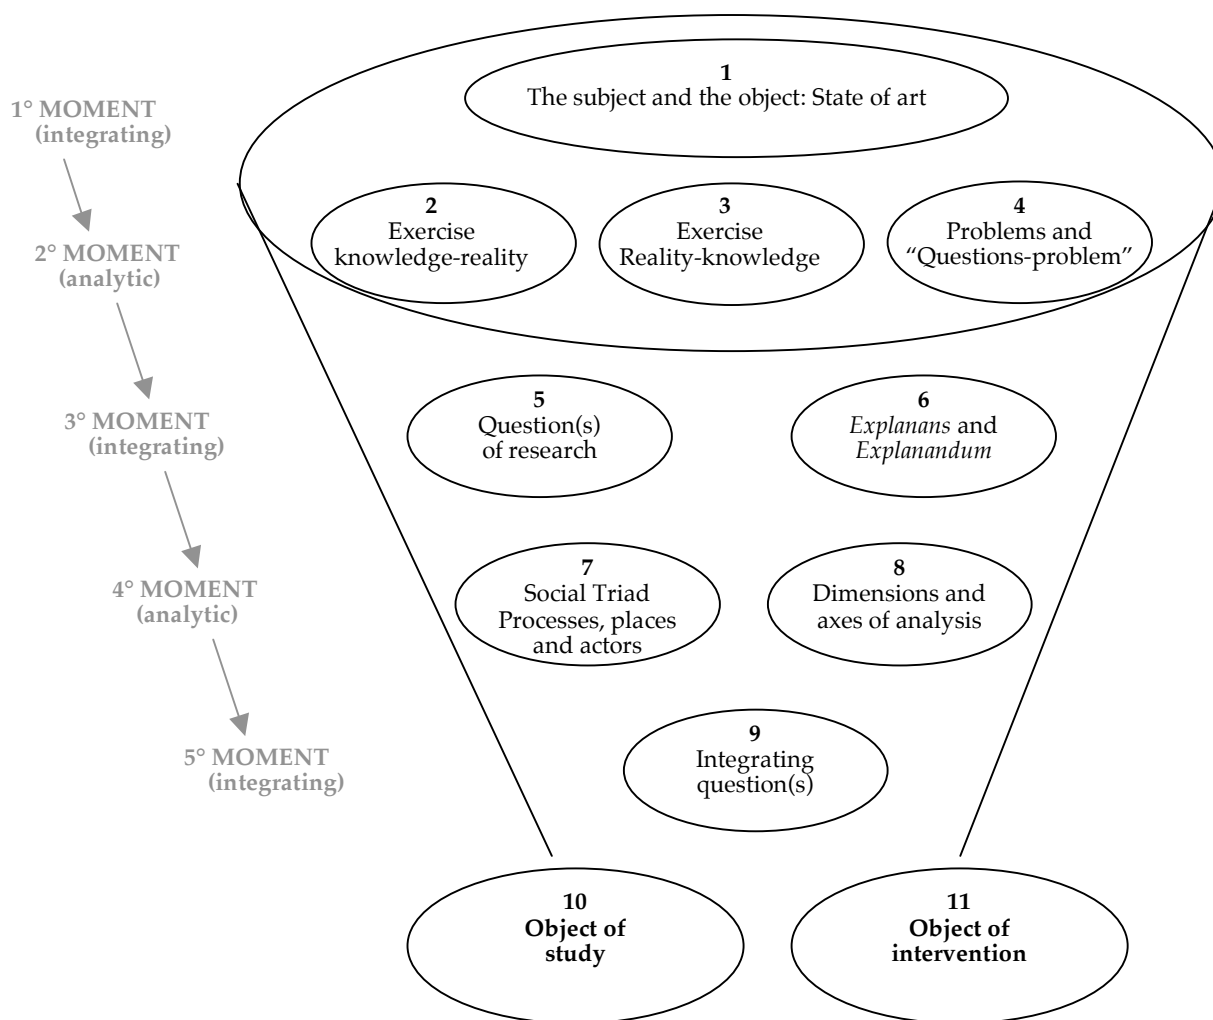 1
The subject and the object: State of art
1° MOMENT
(integrating)
2
Exercise
knowledge-reality
3
Exercise
Reality-knowledge
4
Problems and
“Questions-problem”
2° MOMENT
(analytic)
5
Question(s)
of research
6
Explanans and
Explanandum
3° MOMENT
(integrating)
7
Social Triad
Processes, places
and actors
8
Dimensions and
axes of analysis
4° MOMENT
(analytic)
9
Integrating
question(s)
5° MOMENT
(integrating)
10
Object of
study
11
Object of
intervention